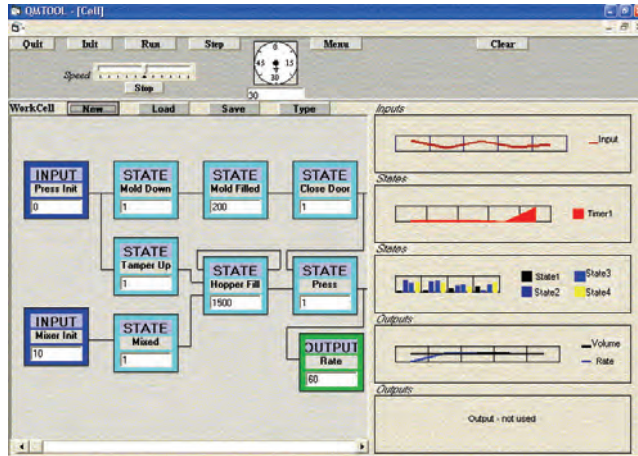 QMTOOL - [Cell]
Quit Init Run Step Menu Clear
Speed
Stop
0
45 15
30
30
WorkCell New Load Save Type
INPUT
Press Init
0
STATE
Mold Down
1
STATE
Mold Filled
200
STATE
Close Door
1
STATE
Tamper Up
1
STATE
Hopper Fill
1500
STATE
Press
1
INPUT
Mixer Init
10
STATE
Mixed
1
OUTPUT
Rate
60
Inputs
Input
States
Timer1
States
State1 State3
State2 State4
Outputs
Volume
Rate
Outputs
Output - not used